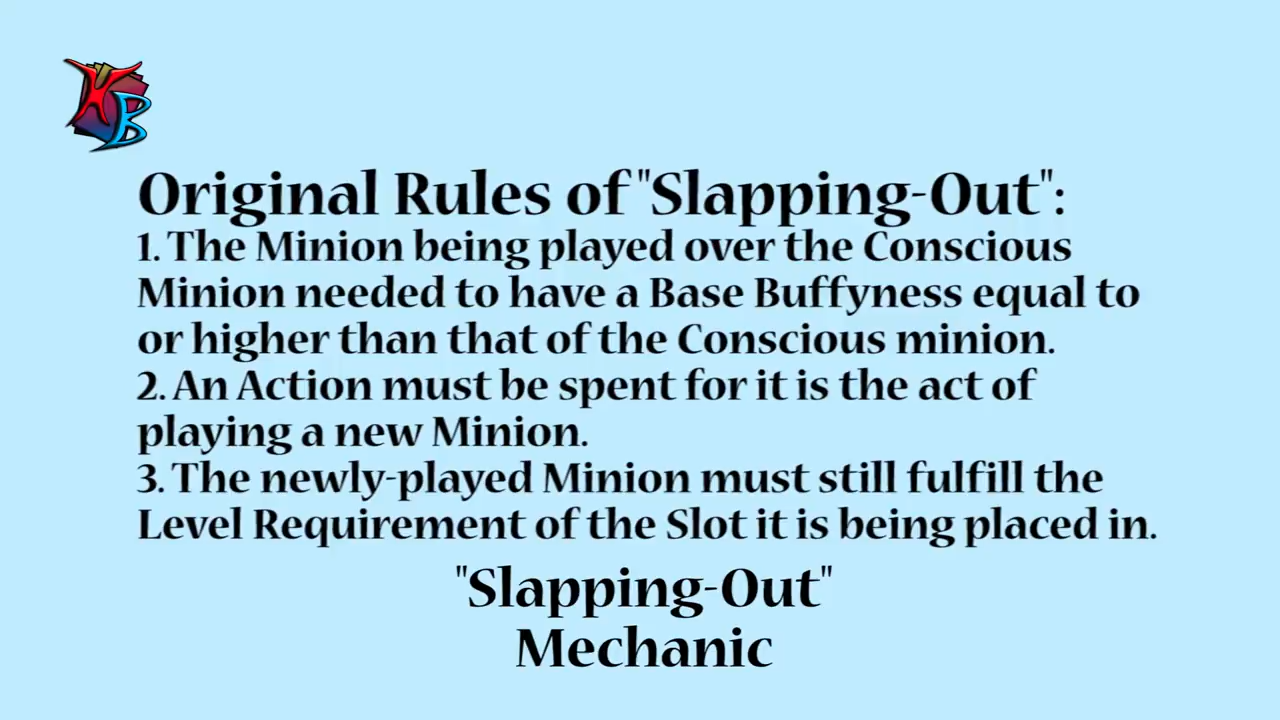 KB
Original Rules of "Slapping-Out":
1. The Minion being played over the Conscious
Minion needed to have a Base Buffyness equal to
or higher than that of the Conscious minion.
2. An Action must be spent for it is the act of
playing a new Minion.
3. The newly-played Minion must still fulfill the
Level Requirement of the Slot it is being placed in.
"Slapping-Out"
Mechanic